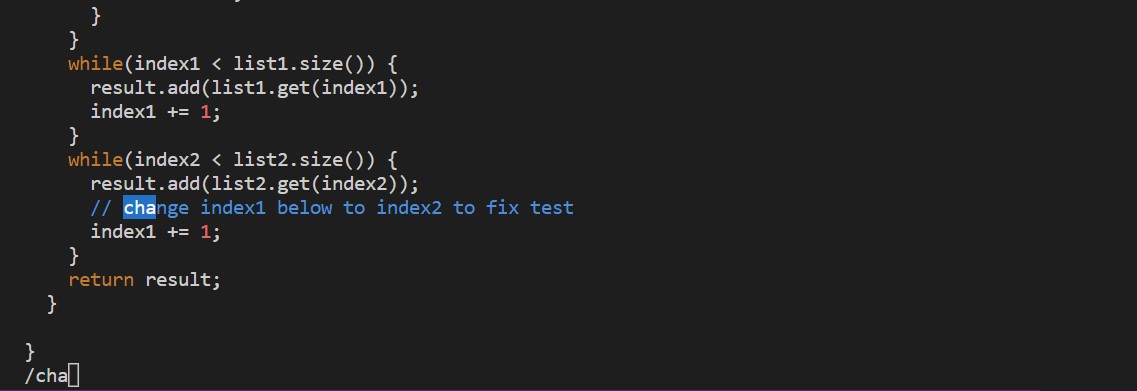 }
}
while(index1 < list1.size()) {
result.add(list1.get(index1));
index1 += 1;
}
while(index2 < list2.size()) {
result.add(list2.get(index2));
// change index1 below to index2 to fix test
index1 += 1;
}
return result;
}
}
/cha